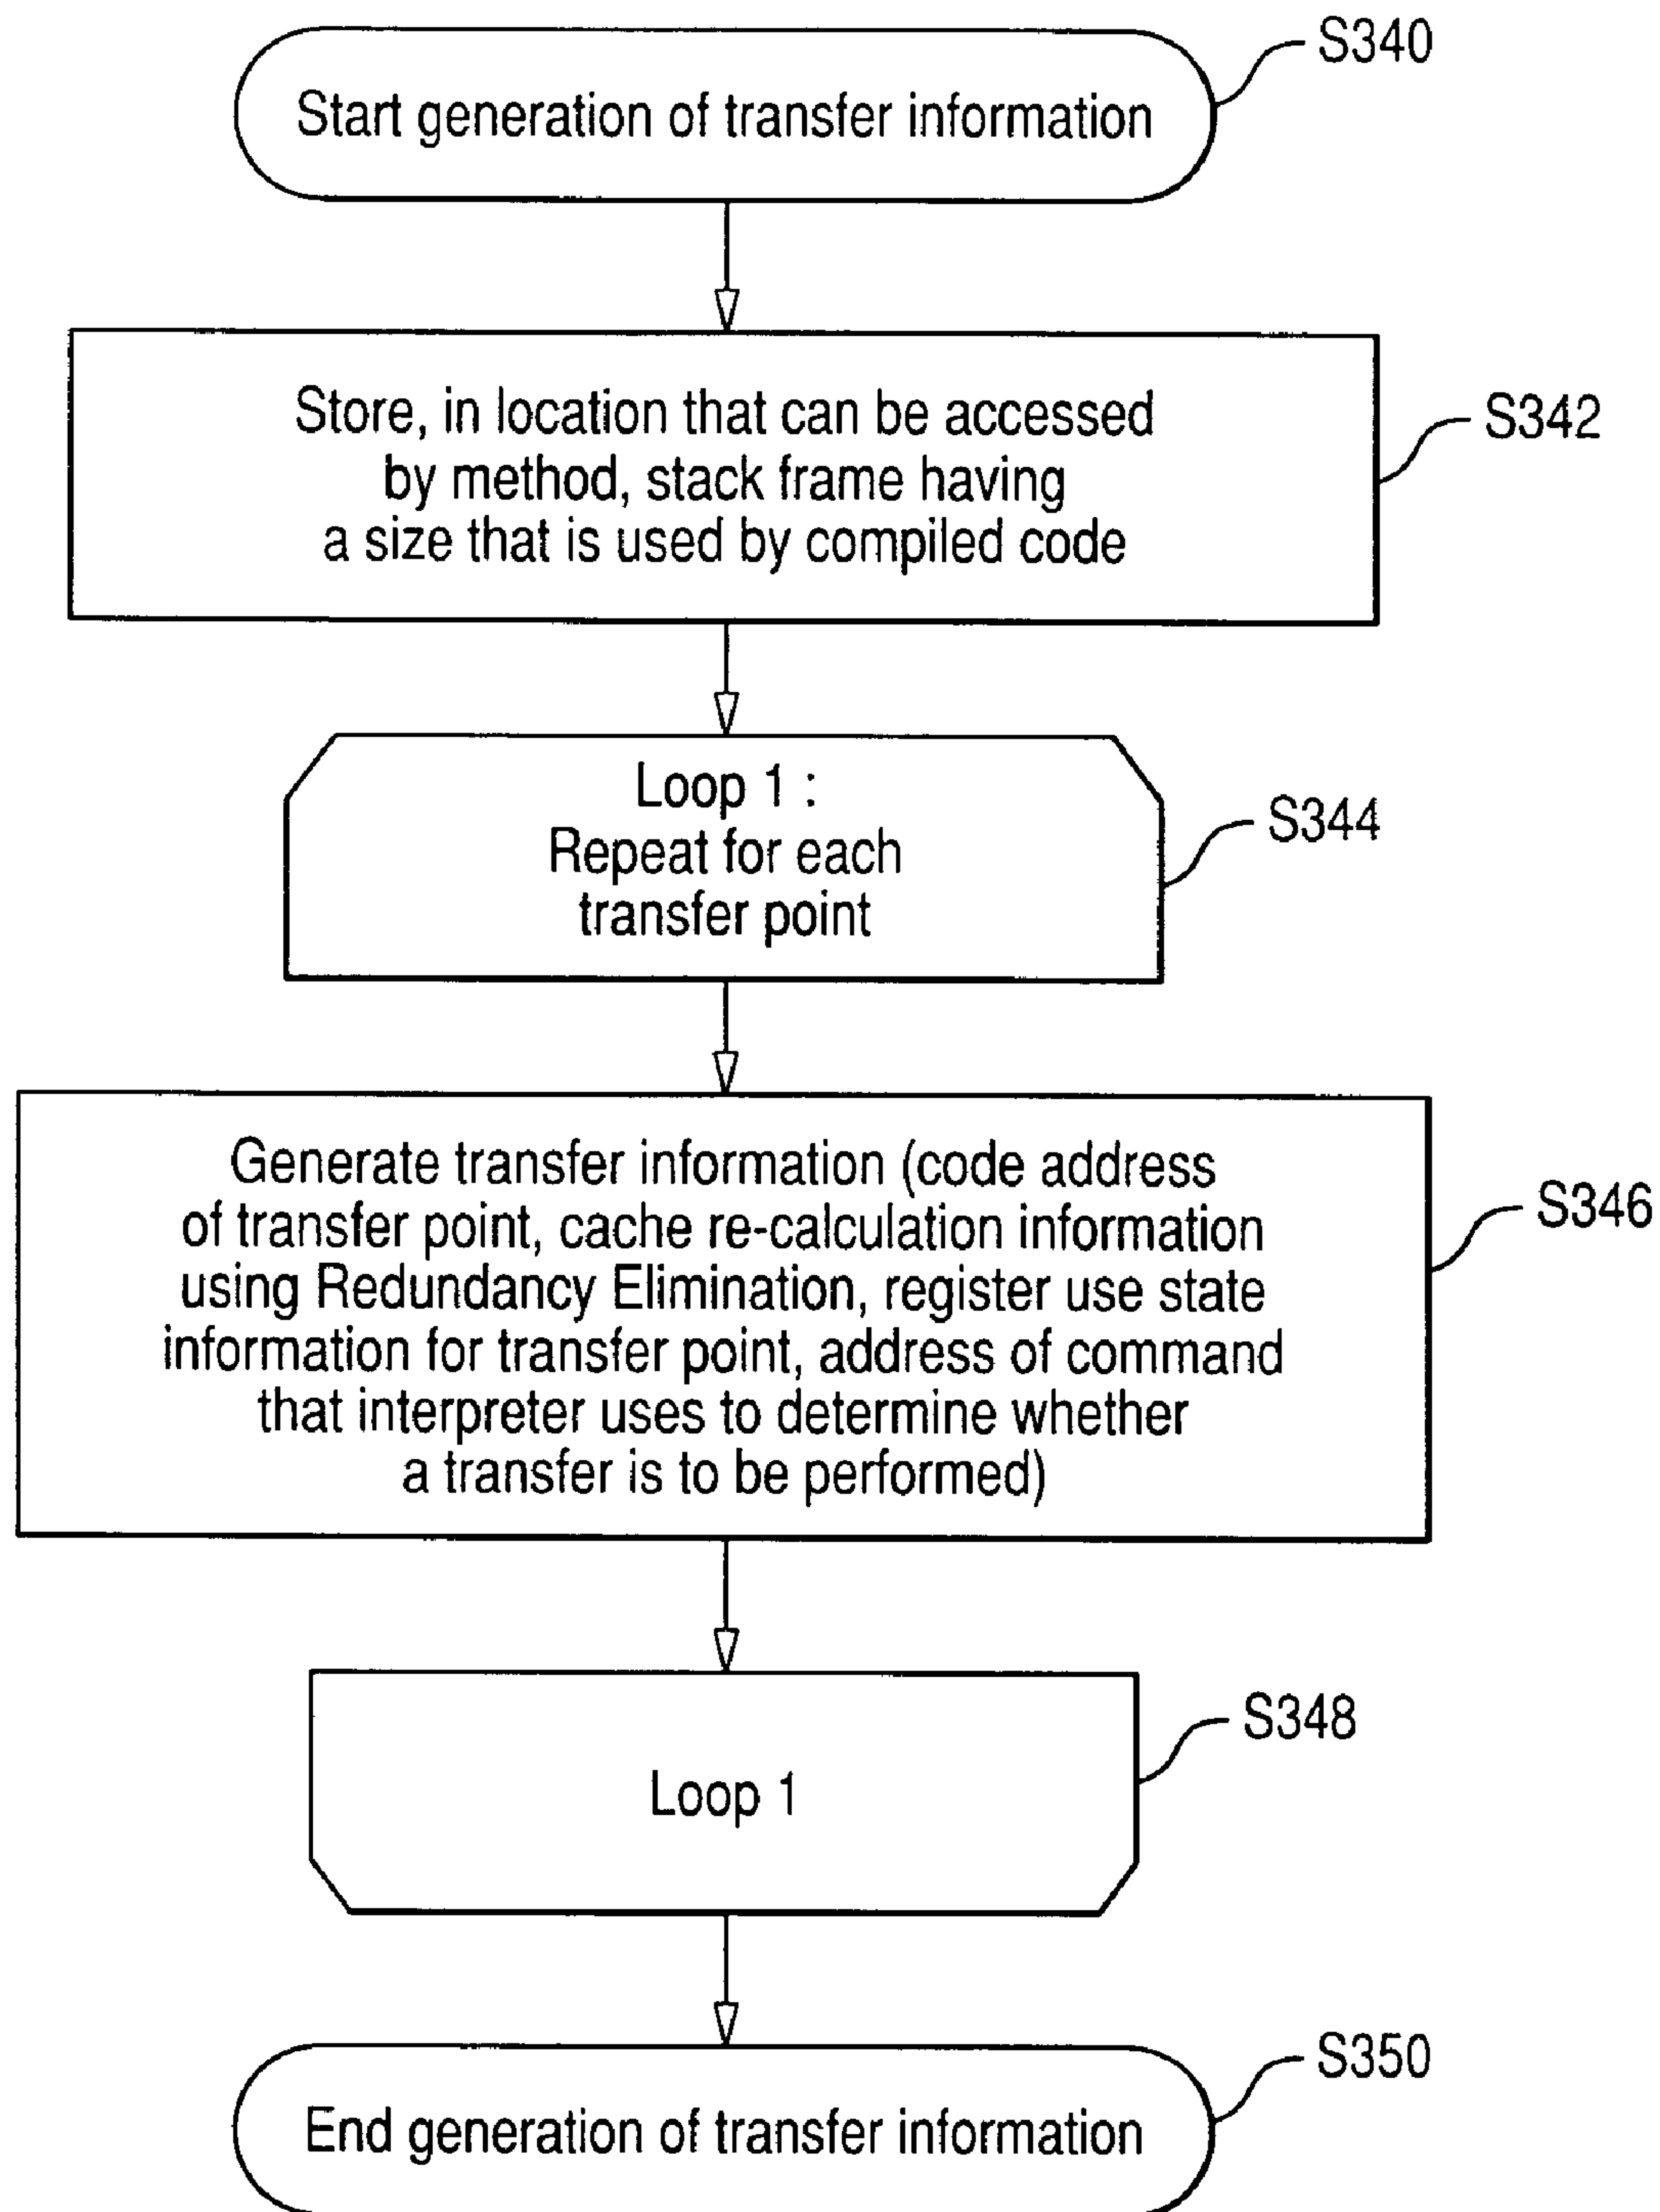 S340
Start generation of transfer information
Store, in location that can be accessed
by method, stack frame having
a size that is used by compiled code
S342
Loop 1 :
Repeat for each
transfer point
S344
Generate transfer information (code address
of transfer point, cache re-calculation information
using Redundancy Elimination, register use state
information for transfer point, address of command
that interpreter uses to determine whether
a transfer is to be performed)
S346
S348
Loop 1
S350
End generation of transfer information